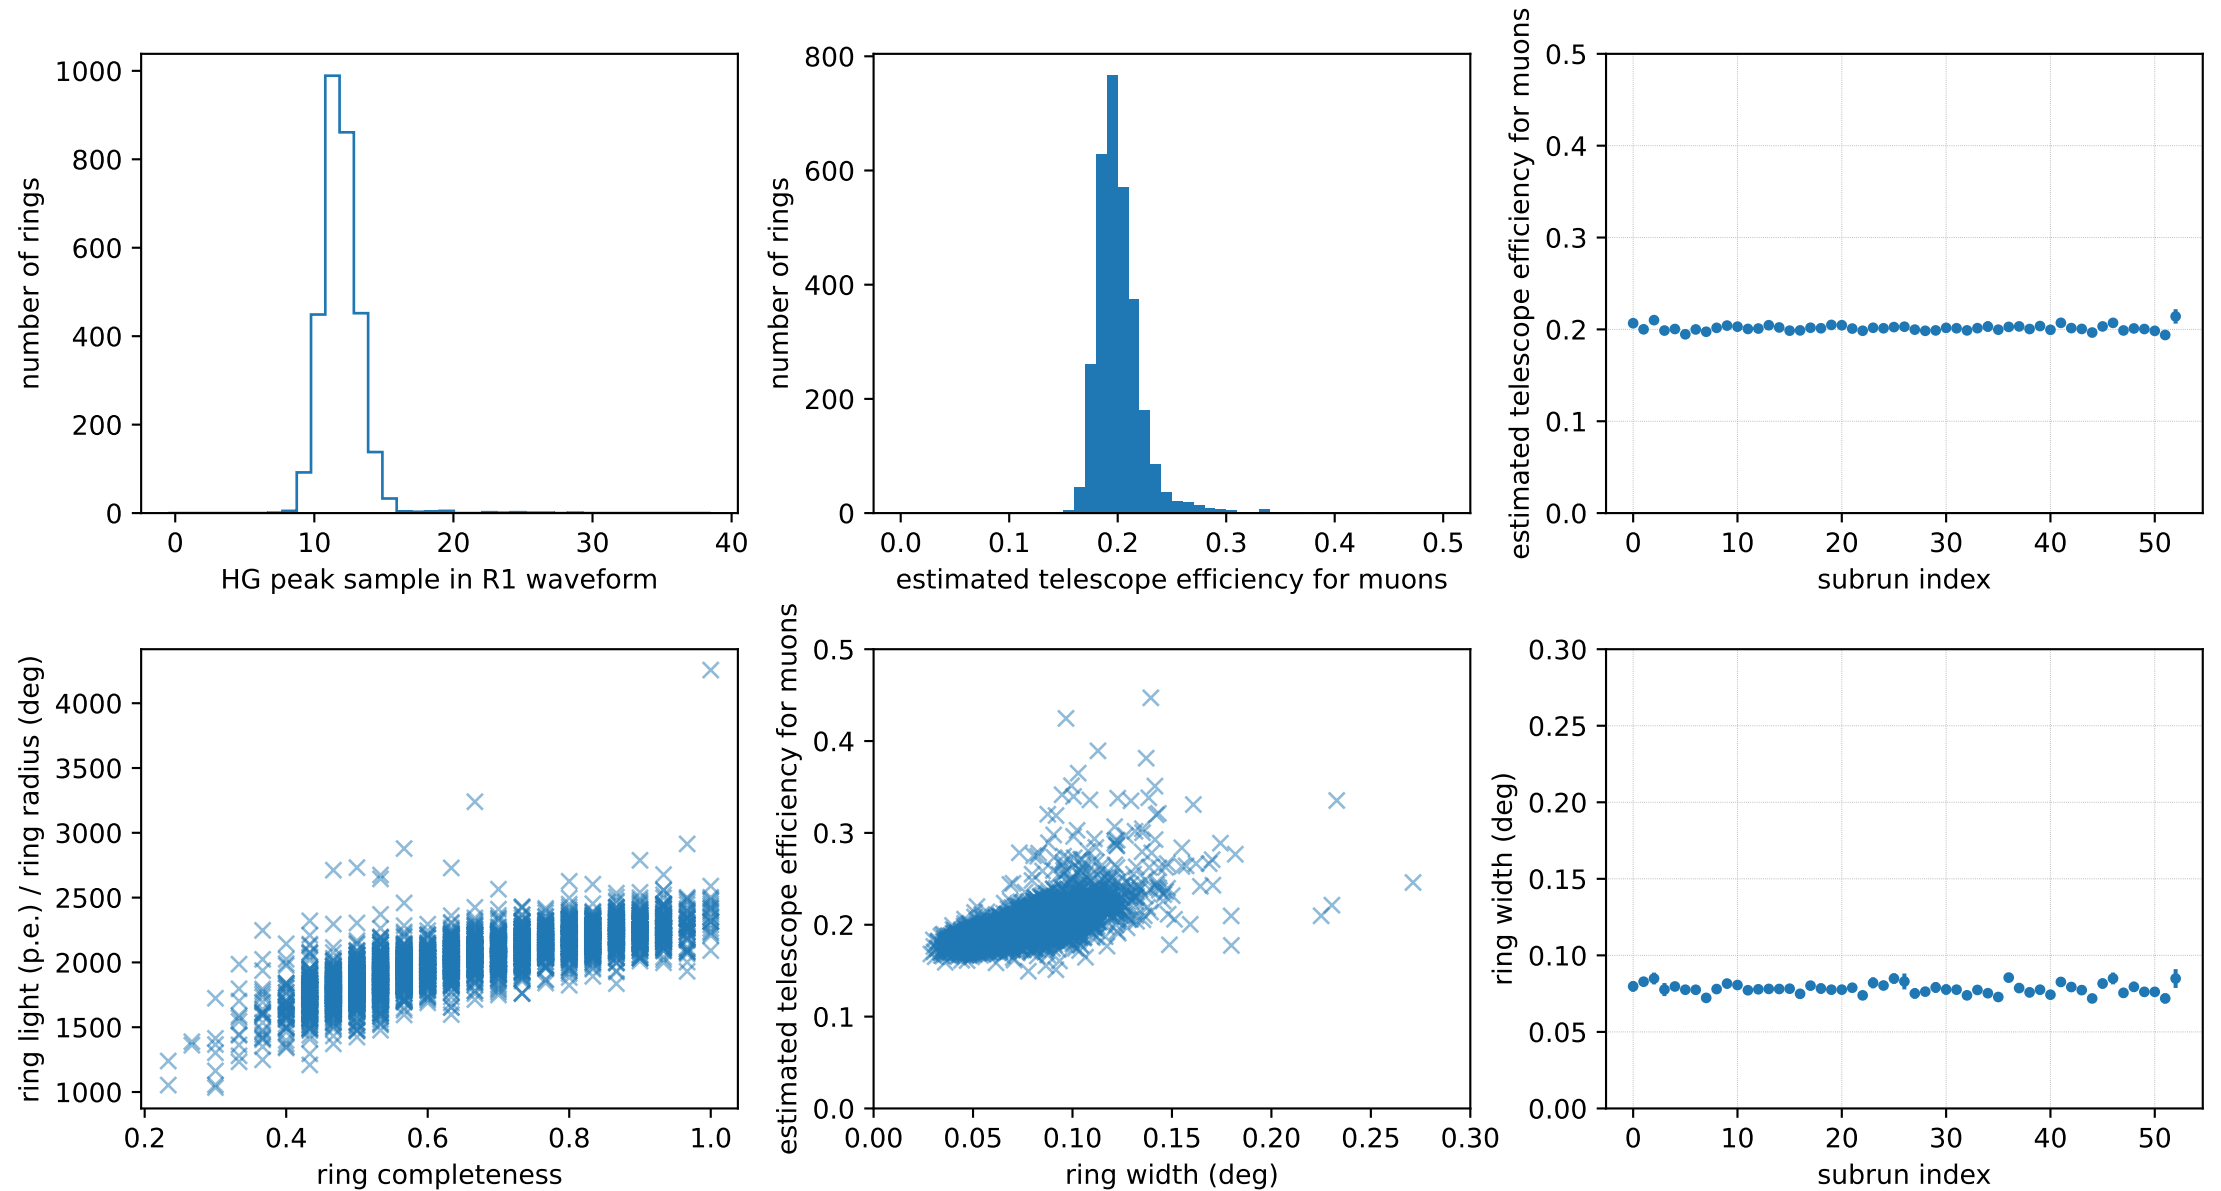 1000
800
600
400
200
0
number of rings
0 10 20 30 40
HG peak sample in R1 waveform
800
600
400
200
0
number of rings
0.0 0.1 0.2 0.3 0.4 0.5
estimated telescope efficiency for muons
0.5
0.4
0.3
0.2
0.1
0.0
estimated telescope efficiency for muons
0 10 20 30 40 50
subrun index
4000
3500
3000
2500
2000
1500
1000
ring light (p.e.) / ring radius (deg)
0.2 0.4 0.6 0.8 1.0
ring completeness
0.5
0.4
0.3
0.2
0.1
0.0
estimated telescope efficiency for muons
0.00 0.05 0.10 0.15 0.20 0.25 0.30
ring width (deg)
0.30
0.25
0.20
0.15
0.10
0.05
0.00
ring width (deg)
0 10 20 30 40 50
subrun index